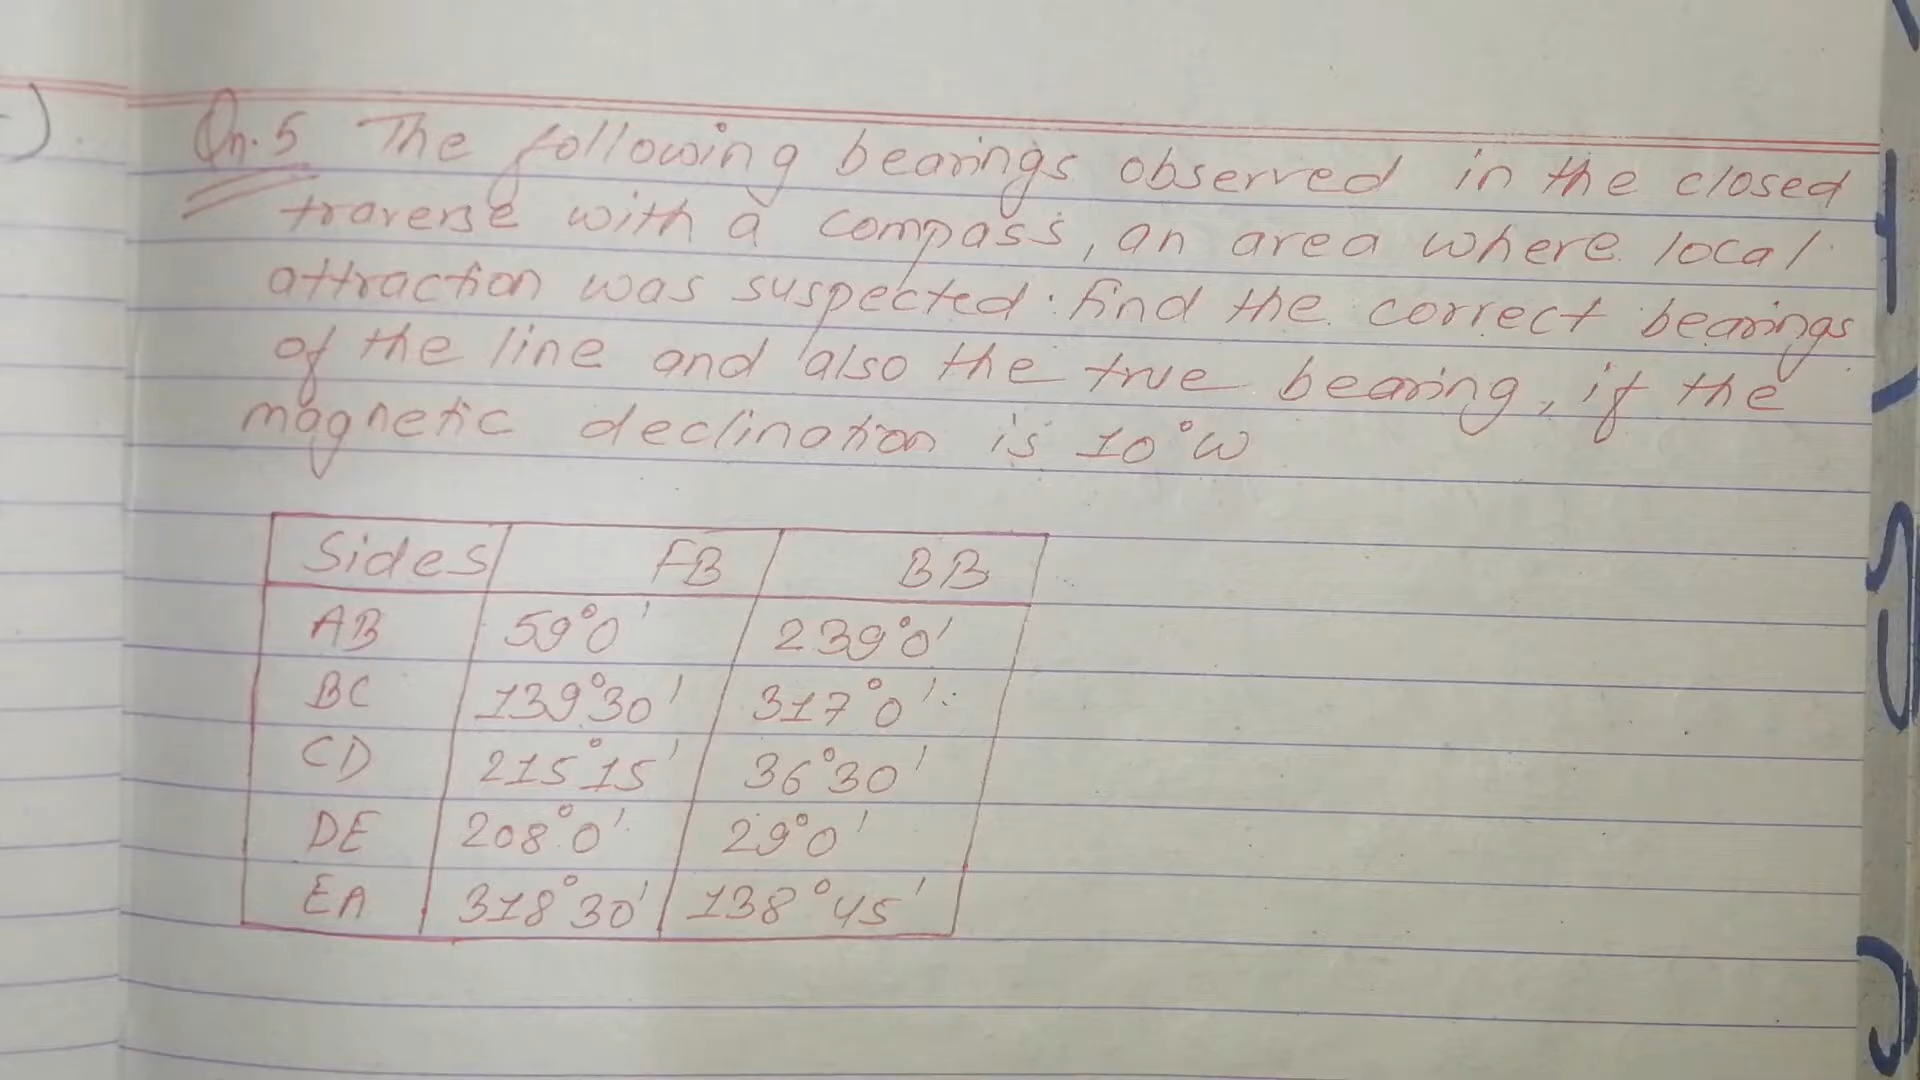 Qn.5 The following bearings observed in the closed
traverse with a compass, an area where local
attraction was suspected. find the correct bearings
of the line and also the true bearing, if the
magnetic declination is 10°W
Sides FB BB
AB 59°0' 239°0'
BC 139°30' 317°0'
CD 215°15' 36°30'
DE 208°0' 29°0'
EA 318°30' 138°45'